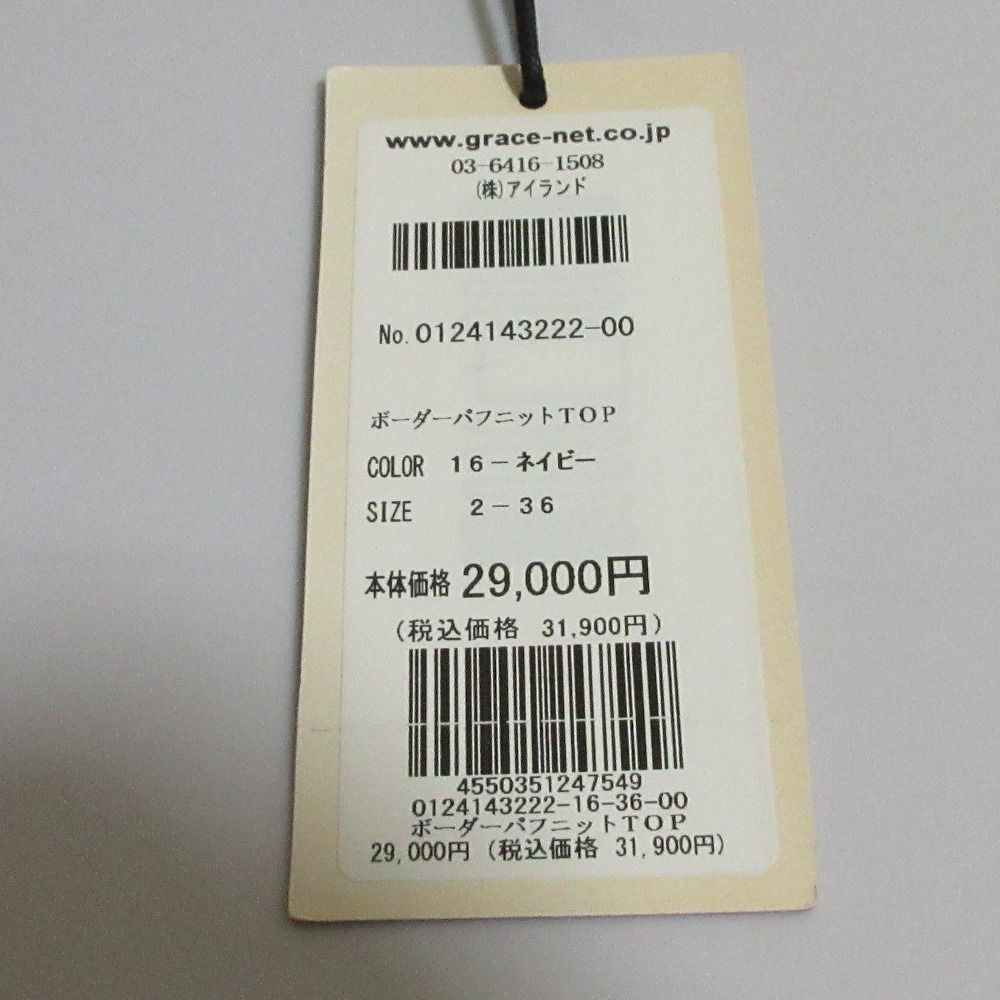 www.grace-net.co.jp
03-6416-1508
(株)アイランド
No.0124143222-00
ボーダーパフニットTOP
COLOR 16-ネイビー
SIZE 2-36
本体価格 29,000円
(税込価格 31,900円)
4550351247549
0124143222-16-36-00
ボーダーパフニットTOP
29,000円 (税込価格 31,900円)